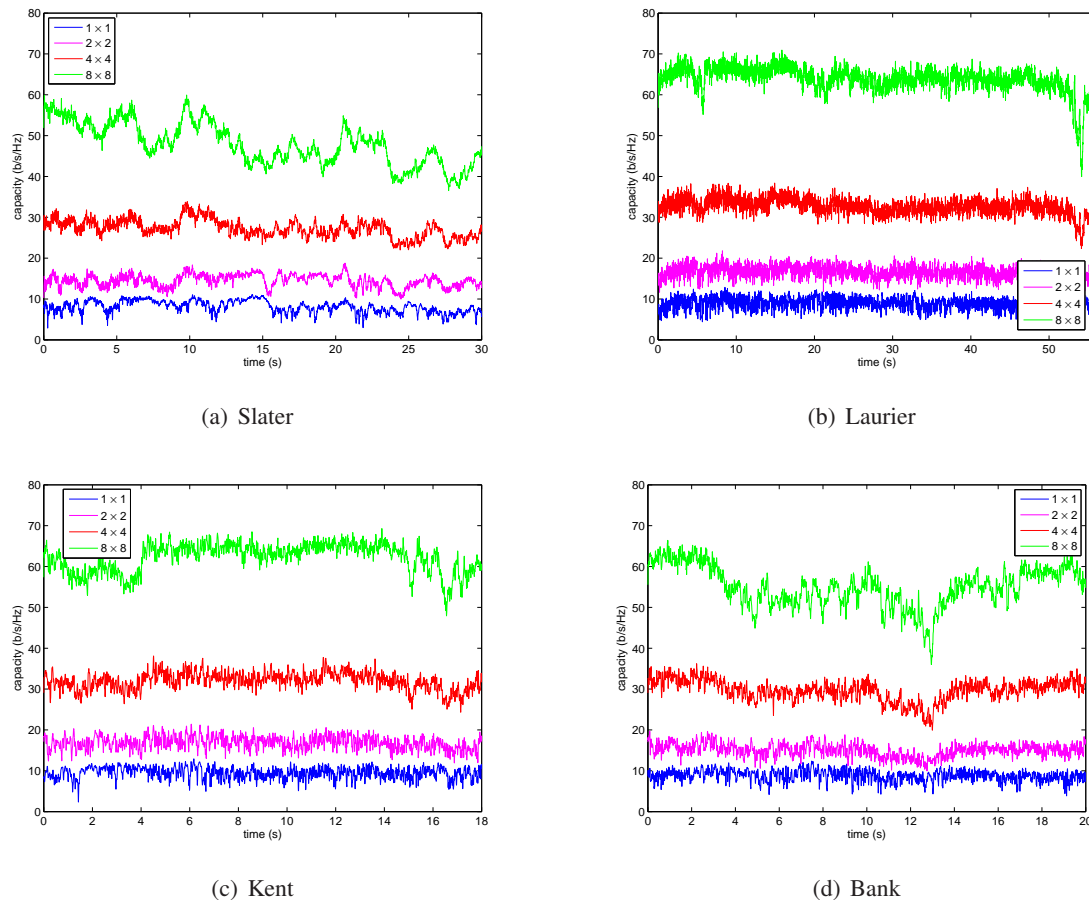 80
70
60
50
40
30
20
10
0
capacity (b/s/Hz)
1 × 1
2 × 2
4 × 4
8 × 8
0 5 10 15 20 25 30
time (s)
(a) Slater
80
70
60
50
40
30
20
10
0
capacity (b/s/Hz)
1 × 1
2 × 2
4 × 4
8 × 8
0 10 20 30 40 50
time (s)
(b) Laurier
80
70
60
50
40
30
20
10
0
capacity (b/s/Hz)
1 × 1
2 × 2
4 × 4
8 × 8
0 2 4 6 8 10 12 14 16 18
time (s)
(c) Kent
80
70
60
50
40
30
20
10
0
capacity (b/s/Hz)
1 × 1
2 × 2
4 × 4
8 × 8
0 2 4 6 8 10 12 14 16 18 20
time (s)
(d) Bank